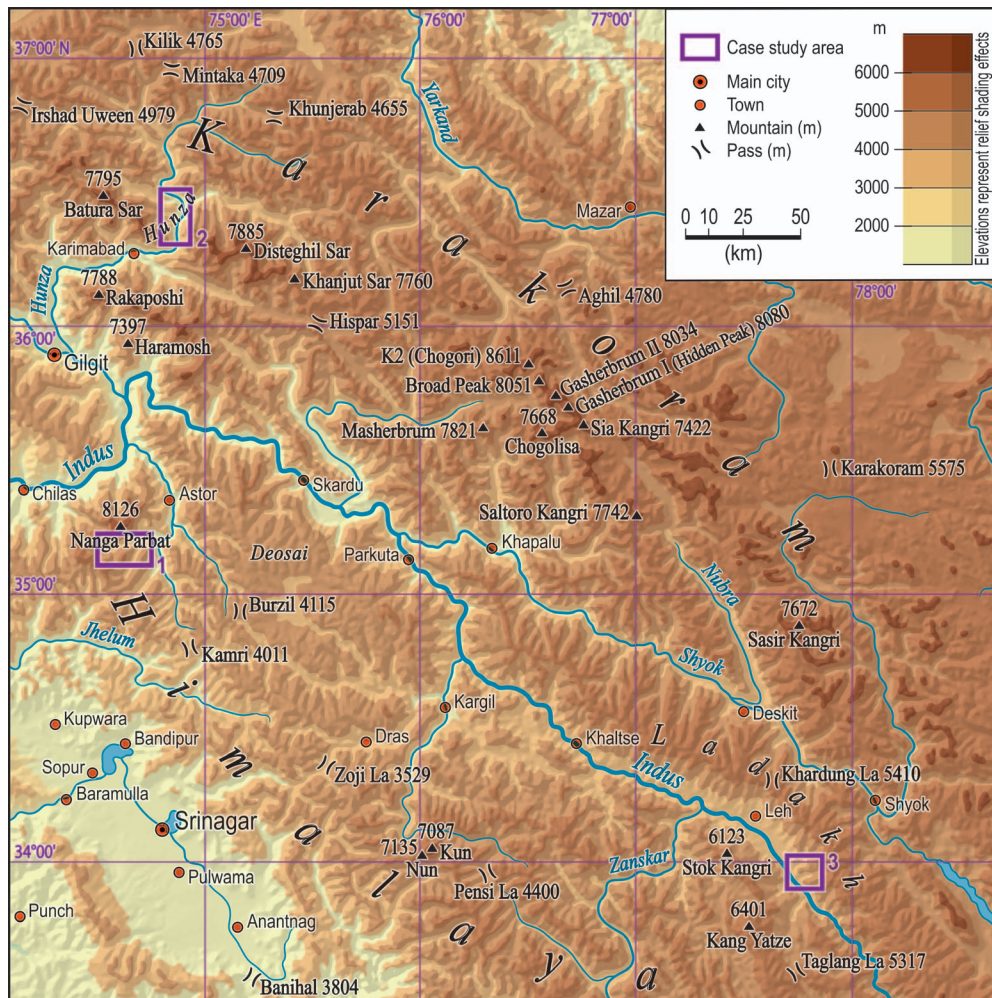 75°00' E
76°00'
77°00'
37°00' N
Kilik 4765
Mintaka 4709
Irshad Uween 4979
Khunjerab 4655
Yarkand
Karakoram
7795
Batura Sar
Hunza
2
Mazar
Karimabad
7885
Disteghil Sar
7788
Rakaposhi
Khanjut Sar 7760
Hunza
Aghil 4780
78°00'
36°00'
7397
Haramosh
Hispar 5151
Gilgit
K2 (Chogori) 8611
Broad Peak 8051
Gasherbrum II 8034
Gasherbrum I (Hidden Peak) 8080
Masherbrum 7821
7668
Chogolisa
Sia Kangri 7422
Indus
Karakoram 5575
Chilas
Skardu
Astor
8126
Nanga Parbat
Saltoro Kangri 7742
1
Deosai
Parkuta
Khapalu
35°00'
Nubra
Burzil 4115
7672
Sasir Kangri
Himalaya
Jhelum
Kamri 4011
Shyok
Kupwara
Kargil
Deskit
Bandipur
Dras
Khaltse
Ladakh
Sopur
Zoji La 3529
Indus
Khardung La 5410
Baramulla
Leh
Shyok
Srinagar
7087
Kun
7135
Nun
6123
Stok Kangri
34°00'
3
Zanskar
Pulwama
Pensi La 4400
Punch
Anantnag
6401
Kang Yatze
Taglang La 5317
Banihal 3804
Case study area
Main city
Town
Mountain (m)
Pass (m)
0 10 25 50
(km)
m
6000
5000
4000
3000
2000
Elevations represent relief shading effects